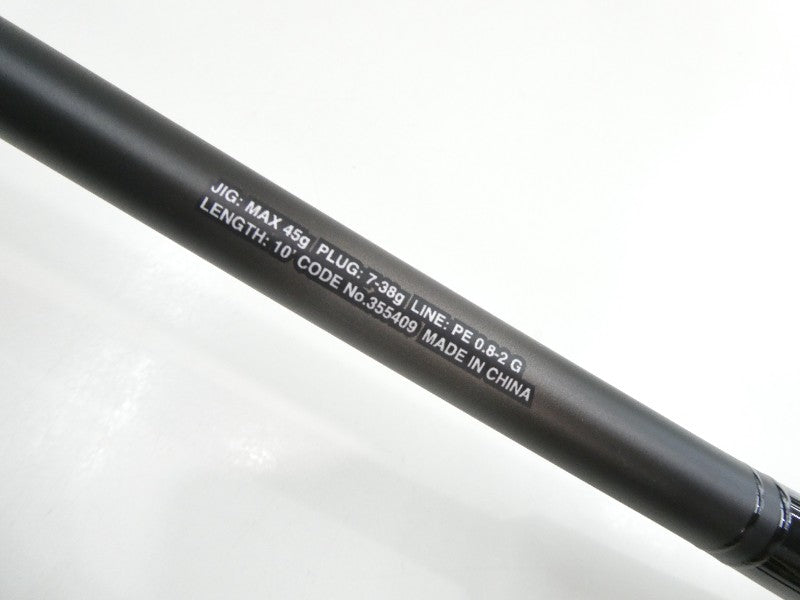 JIG: MAX 45g | PLUG: 7-38g | LINE: PE 0.8-2 G
LENGTH: 10' CODE No.355409 | MADE IN CHINA